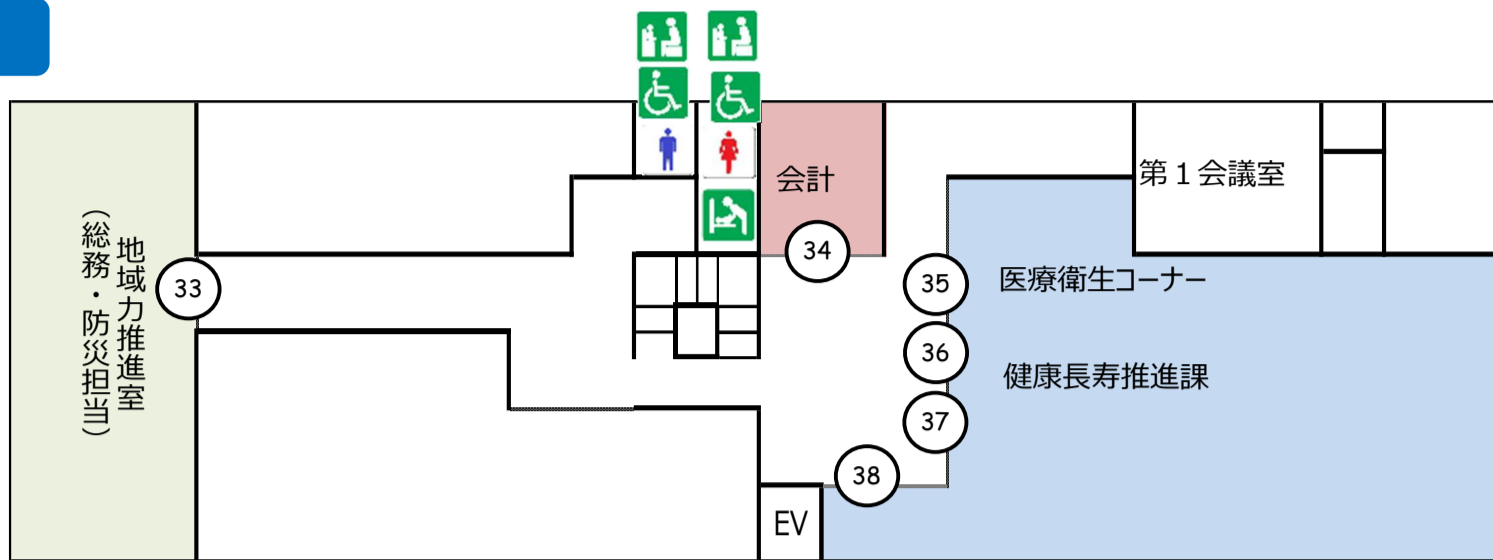 会計
第１会議室
34
地域力推進室
（総務・防災担当）
33
35
医療衛生コーナー
36
健康長寿推進課
37
38
EV